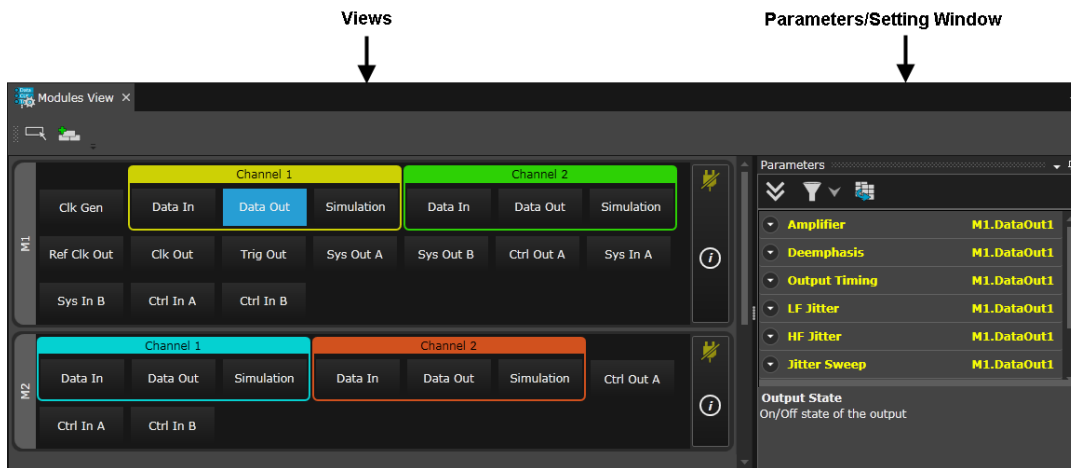 Views Parameters/Setting Window
Modules View
Parameters
Channel 1 Channel 2
Clk Gen Data In Data Out Simulation Data In Data Out Simulation
M1
Ref Clk Out Clk Out Trig Out Sys Out A Sys Out B Ctrl Out A Sys In A
Sys In B Ctrl In A Ctrl In B
Channel 1 Channel 2
Data In Data Out Simulation Data In Data Out Simulation Ctrl Out A
M2
Ctrl In A Ctrl In B
Amplifier M1.DataOut1
Deemphasis M1.DataOut1
Output Timing M1.DataOut1
LF Jitter M1.DataOut1
HF Jitter M1.DataOut1
Jitter Sweep M1.DataOut1
Output State
On/Off state of the output